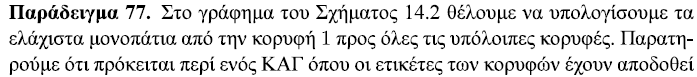 Παράδειγμα 77. Στο γράφημα του Σχήματος 14.2 θέλουμε να υπολογίσουμε τα
ελάχιστα μονοπάτια από την κορυφή 1 προς όλες τις υπόλοιπες κορυφές. Παρατη-
ρούμε ότι πρόκειται περί ενός ΚΑΓ όπου οι ετικέτες των κορυφών έχουν αποδοθεί